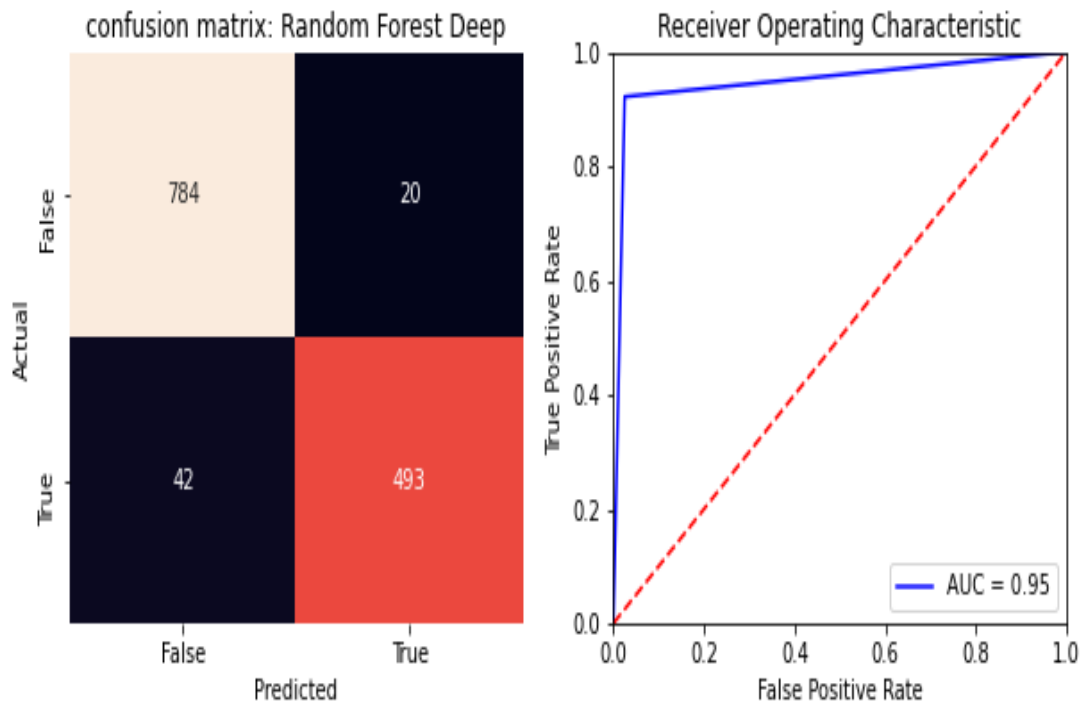 confusion matrix: Random Forest Deep
False
Actual
True
784
20
42
493
False
True
Predicted
Receiver Operating Characteristic
True Positive Rate
1.0
0.8
0.6
0.4
0.2
0.0
AUC = 0.95
0.0
0.2
0.4
0.6
0.8
1.0
False Positive Rate